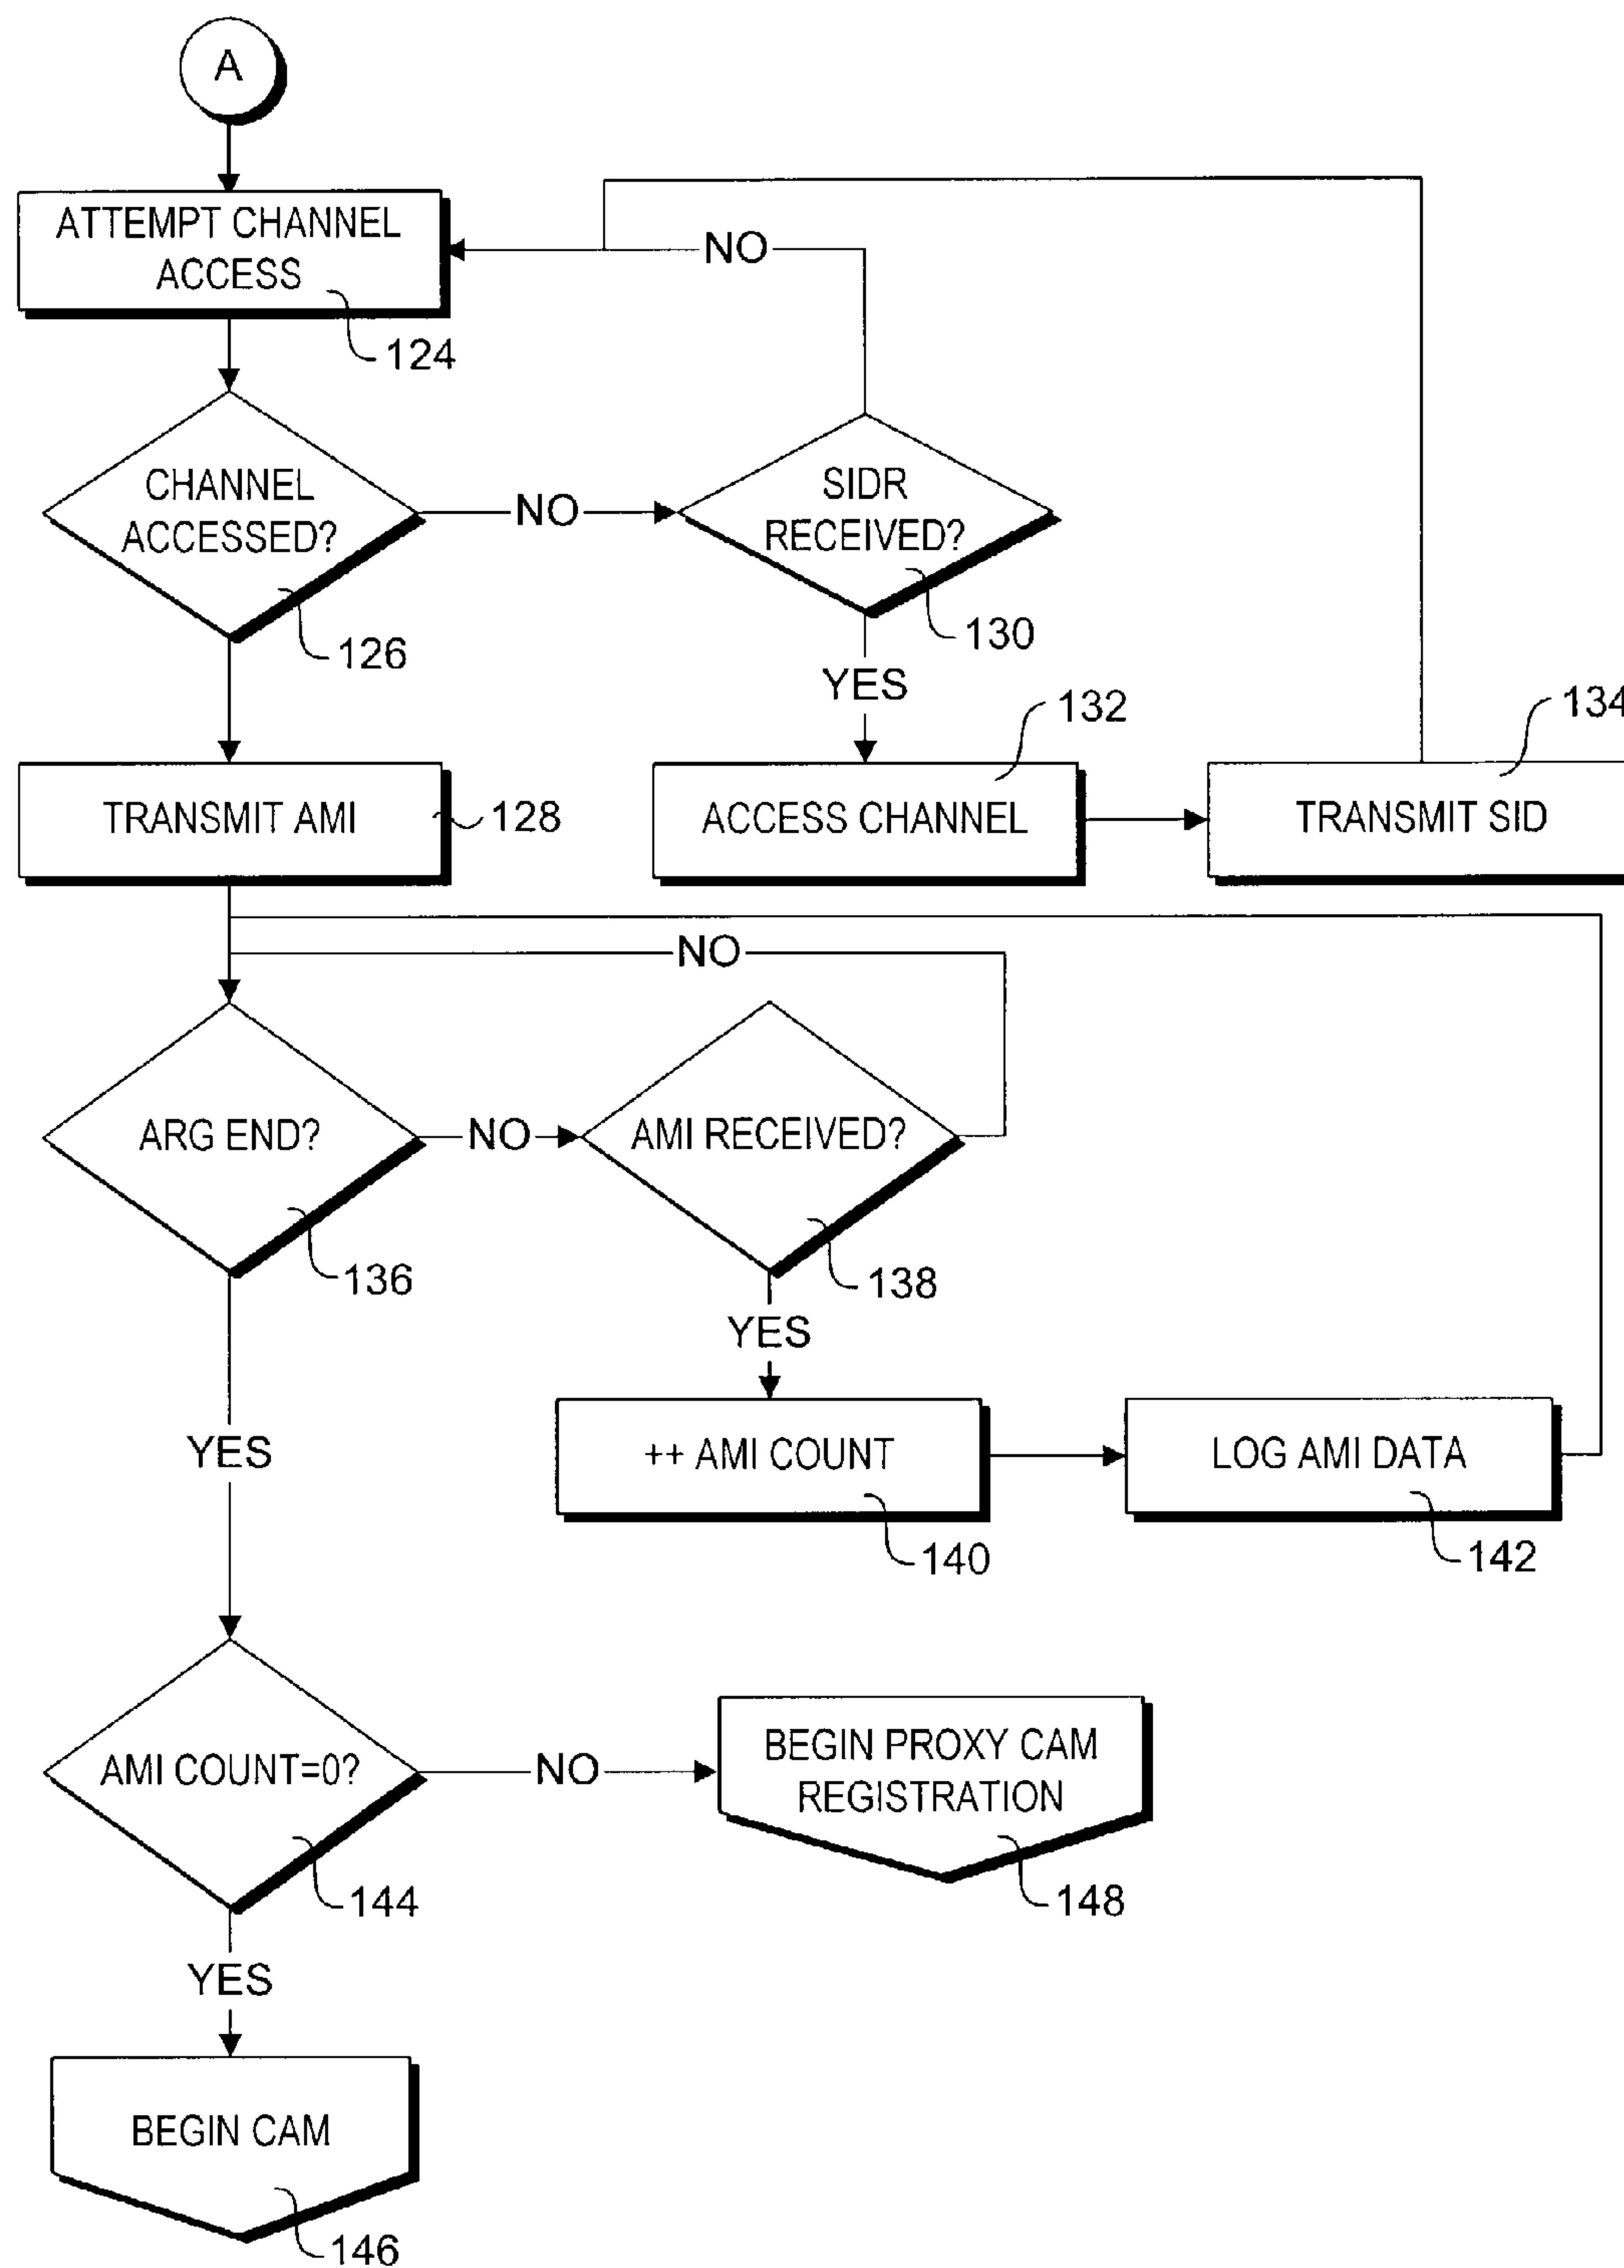 A
ATTEMPT CHANNEL
ACCESS
NO
124
CHANNEL
ACCESSED?
NO
SIDR
RECEIVED?
126
130
YES
132
134
TRANSMIT AMI
128
ACCESS CHANNEL
TRANSMIT SID
NO
ARG END?
NO
AMI RECEIVED?
136
138
YES
YES
++ AMI COUNT
LOG AMI DATA
140
142
AMI COUNT=0?
NO
BEGIN PROXY CAM
REGISTRATION
144
148
YES
BEGIN CAM
146